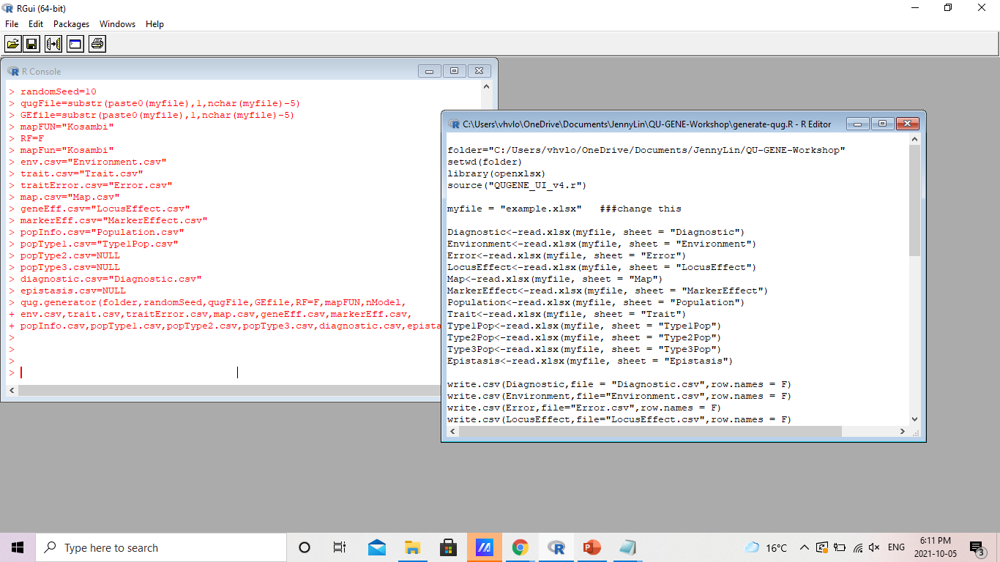 RGui (64-bit)
File Edit Packages Windows Help
R Console
> randomSeed=10
> qugFile=substr(paste0(myfile),1,nchar(myfile)-5)
> GEfile=substr(paste0(myfile),1,nchar(myfile)-5)
> mapFUN="Kosambi"
> RF=F
> mapFun="Kosambi"
> env.csv="Environment.csv"
> trait.csv="Trait.csv"
> traitError.csv="Error.csv"
> map.csv="Map.csv"
> geneEff.csv="LocusEffect.csv"
> markerEff.csv="MarkerEffect.csv"
> popInfo.csv="Population.csv"
> popType1.csv="Type1Pop.csv"
> popType2.csv=NULL
> popType3.csv=NULL
> diagnostic.csv="Diagnostic.csv"
> epistasis.csv=NULL
> qug.generator(folder,randomSeed,qugFile,GEfile,RF=F,mapFUN,nModel,
+ env.csv,trait.csv,traitError.csv,map.csv,geneEff.csv,markerEff.csv,
+ popInfo.csv,popType1.csv,popType2.csv,popType3.csv,diagnostic.csv,epista
>
>
>
>
C:\Users\vhvlo\OneDrive\Documents\JennyLin\QU-GENE-Workshop\generate-qug.R - R Editor
folder="C:/Users/vhvlo/OneDrive/Documents/JennyLin/QU-GENE-Workshop"
setwd(folder)
library(openxlsx)
source("QUGENE_UI_v4.r")
myfile = "example.xlsx" ###change this
Diagnostic<-read.xlsx(myfile, sheet = "Diagnostic")
Environment<-read.xlsx(myfile, sheet = "Environment")
Error<-read.xlsx(myfile, sheet = "Error")
LocusEffect<-read.xlsx(myfile, sheet = "LocusEffect")
Map<-read.xlsx(myfile, sheet = "Map")
MarkerEffect<-read.xlsx(myfile, sheet = "MarkerEffect")
Population<-read.xlsx(myfile, sheet = "Population")
Trait<-read.xlsx(myfile, sheet = "Trait")
Type1Pop<-read.xlsx(myfile, sheet = "Type1Pop")
Type2Pop<-read.xlsx(myfile, sheet = "Type2Pop")
Type3Pop<-read.xlsx(myfile, sheet = "Type3Pop")
Epistasis<-read.xlsx(myfile, sheet = "Epistasis")
write.csv(Diagnostic,file = "Diagnostic.csv",row.names = F)
write.csv(Environment,file="Environment.csv",row.names = F)
write.csv(Error,file="Error.csv",row.names = F)
write.csv(LocusEffect,file="LocusEffect.csv",row.names = F)
Type here to search
16°C
ENG
6:11 PM
2021-10-05
3